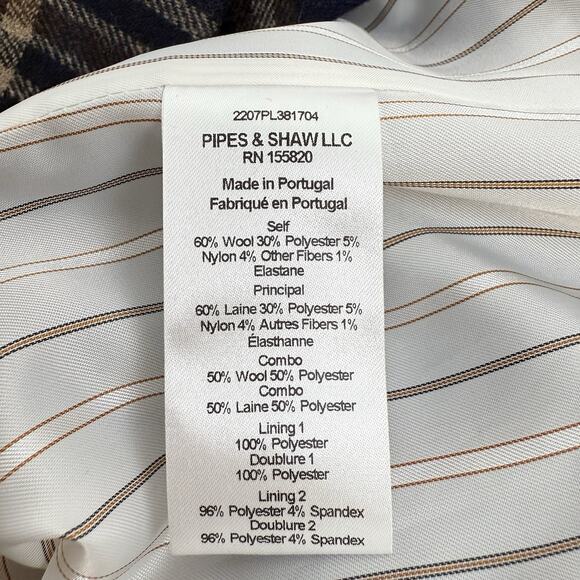 2207PL381704
PIPES & SHAW LLC
RN 155820
Made in Portugal
Fabriqué en Portugal
Self
60% Wool 30% Polyester 5%
Nylon 4% Other Fibers 1%
Elastane
Principal
60% Laine 30% Polyester 5%
Nylon 4% Autres Fibers 1%
Élasthanne
Combo
50% Wool 50% Polyester
Combo
50% Laine 50% Polyester
Lining 1
100% Polyester
Doublure 1
100% Polyester
Lining 2
96% Polyester 4% Spandex
Doublure 2
96% Polyester 4% Spandex